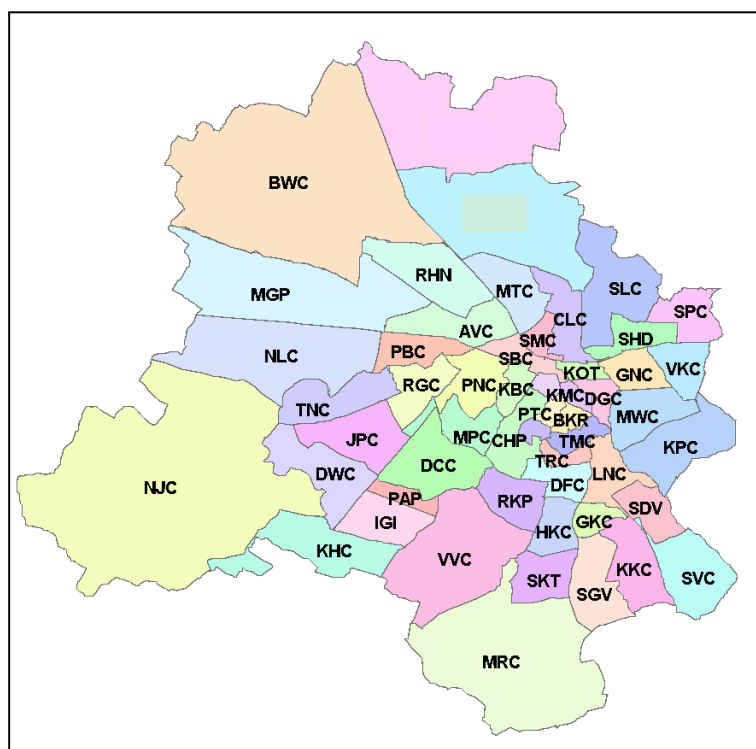 BWC
RHN
MTC
SLC
MGP
SPC
CLC
AVC
SMC
SHD
NLC
PBC
SBC
KOT
GNC
VKC
RGC
PNC
KBC
KMC
DGC
TNC
PTC
BKR
MWC
JPC
MPC
CHP
TMC
KPC
DWC
DCC
TRC
LNC
NJC
PAP
RKP
DFC
SDV
IGI
HKC
GKC
KHC
VVC
SKT
KKC
SVC
SGV
MRC